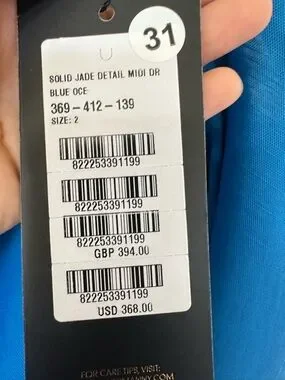 31
SOLID JADE DETAIL MIDI DR
BLUE OCE
369-412-139
SIZE: 2
822253391199
822253391199
822253391199
GBP 394.00
822253391199
USD 368.00
FOR CARE TIPS, VISIT: